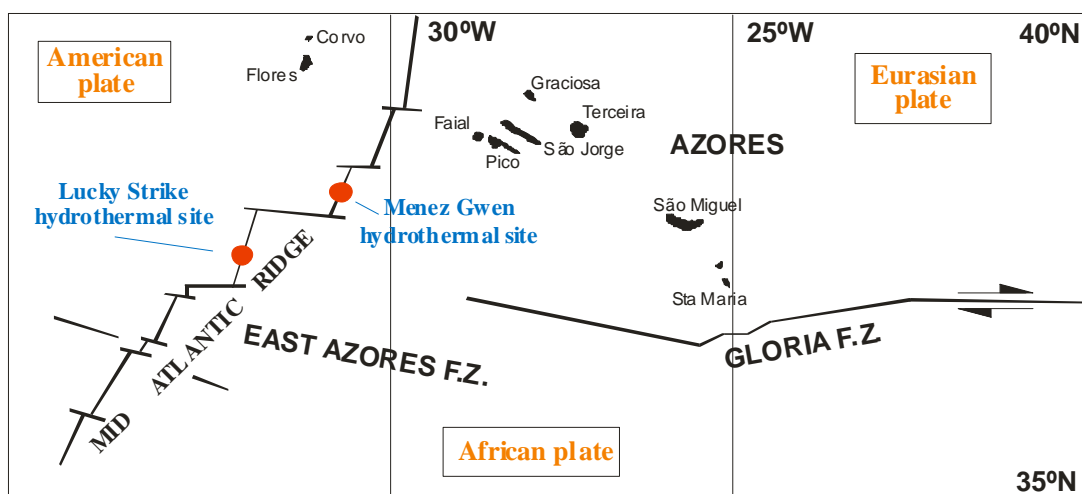 American
plate
Corvo
Flores
30ºW
25ºW
40ºN
Eurasian
plate
Graciosa
Faial
Terceira
Pico
São Jorge
AZORES
Lucky Strike
hydrothermal site
Menez Gwen
hydrothermal site
São Miguel
Sta Maria
MID ATLANTIC RIDGE
EAST AZORES F.Z.
GLORIA F.Z.
African plate
35ºN